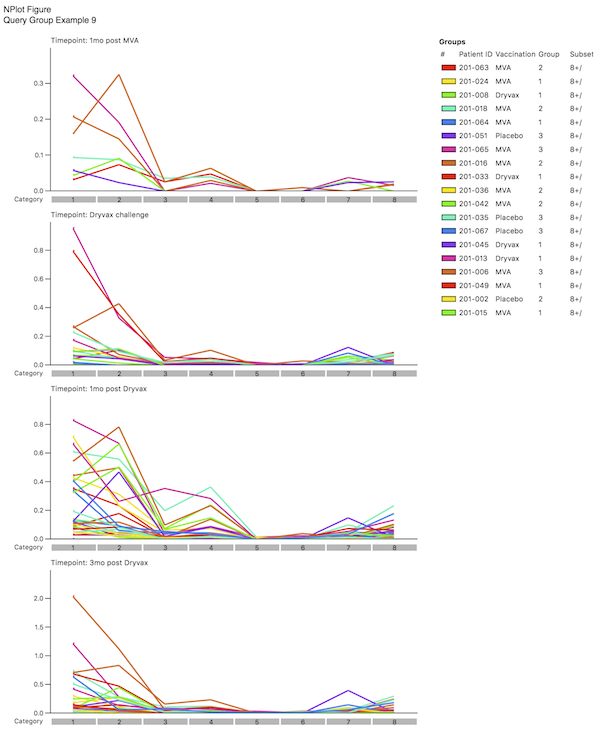 NPlot Figure
Query Group Example 9
Timepoint: 1mo post MVA
0.3
0.2
0.1
0.0
Category 1 2 3 4 5 6 7 8
Timepoint: Dryvax challenge
0.8
0.6
0.4
0.2
0.0
Category 1 2 3 4 5 6 7 8
Timepoint: 1mo post Dryvax
0.8
0.6
0.4
0.2
0.0
Category 1 2 3 4 5 6 7 8
Timepoint: 3mo post Dryvax
2.0
1.5
1.0
0.5
0.0
Category 1 2 3 4 5 6 7 8
Groups
# Patient ID Vaccination Group Subset
201-063 MVA 2 8+/
201-024 MVA 1 8+/
201-008 Dryvax 1 8+/
201-018 MVA 2 8+/
201-064 MVA 1 8+/
201-051 Placebo 3 8+/
201-065 MVA 3 8+/
201-016 MVA 2 8+/
201-033 Dryvax 1 8+/
201-036 MVA 2 8+/
201-042 MVA 2 8+/
201-035 Placebo 3 8+/
201-067 Placebo 3 8+/
201-045 Dryvax 1 8+/
201-013 Dryvax 1 8+/
201-006 MVA 3 8+/
201-049 MVA 1 8+/
201-002 Placebo 2 8+/
201-015 MVA 1 8+/